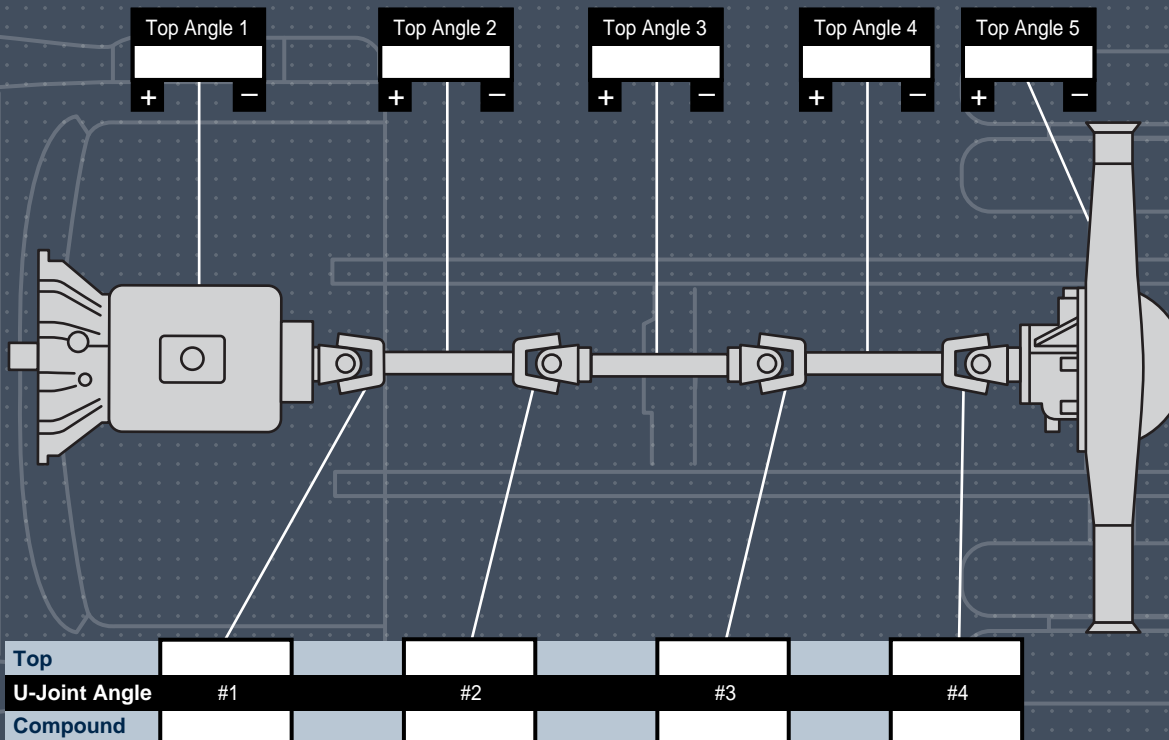 Top Angle 1 Top Angle 2 Top Angle 3 Top Angle 4 Top Angle 5
+ − + − + − + − + −
Top
U-Joint Angle #1 #2 #3 #4
Compound